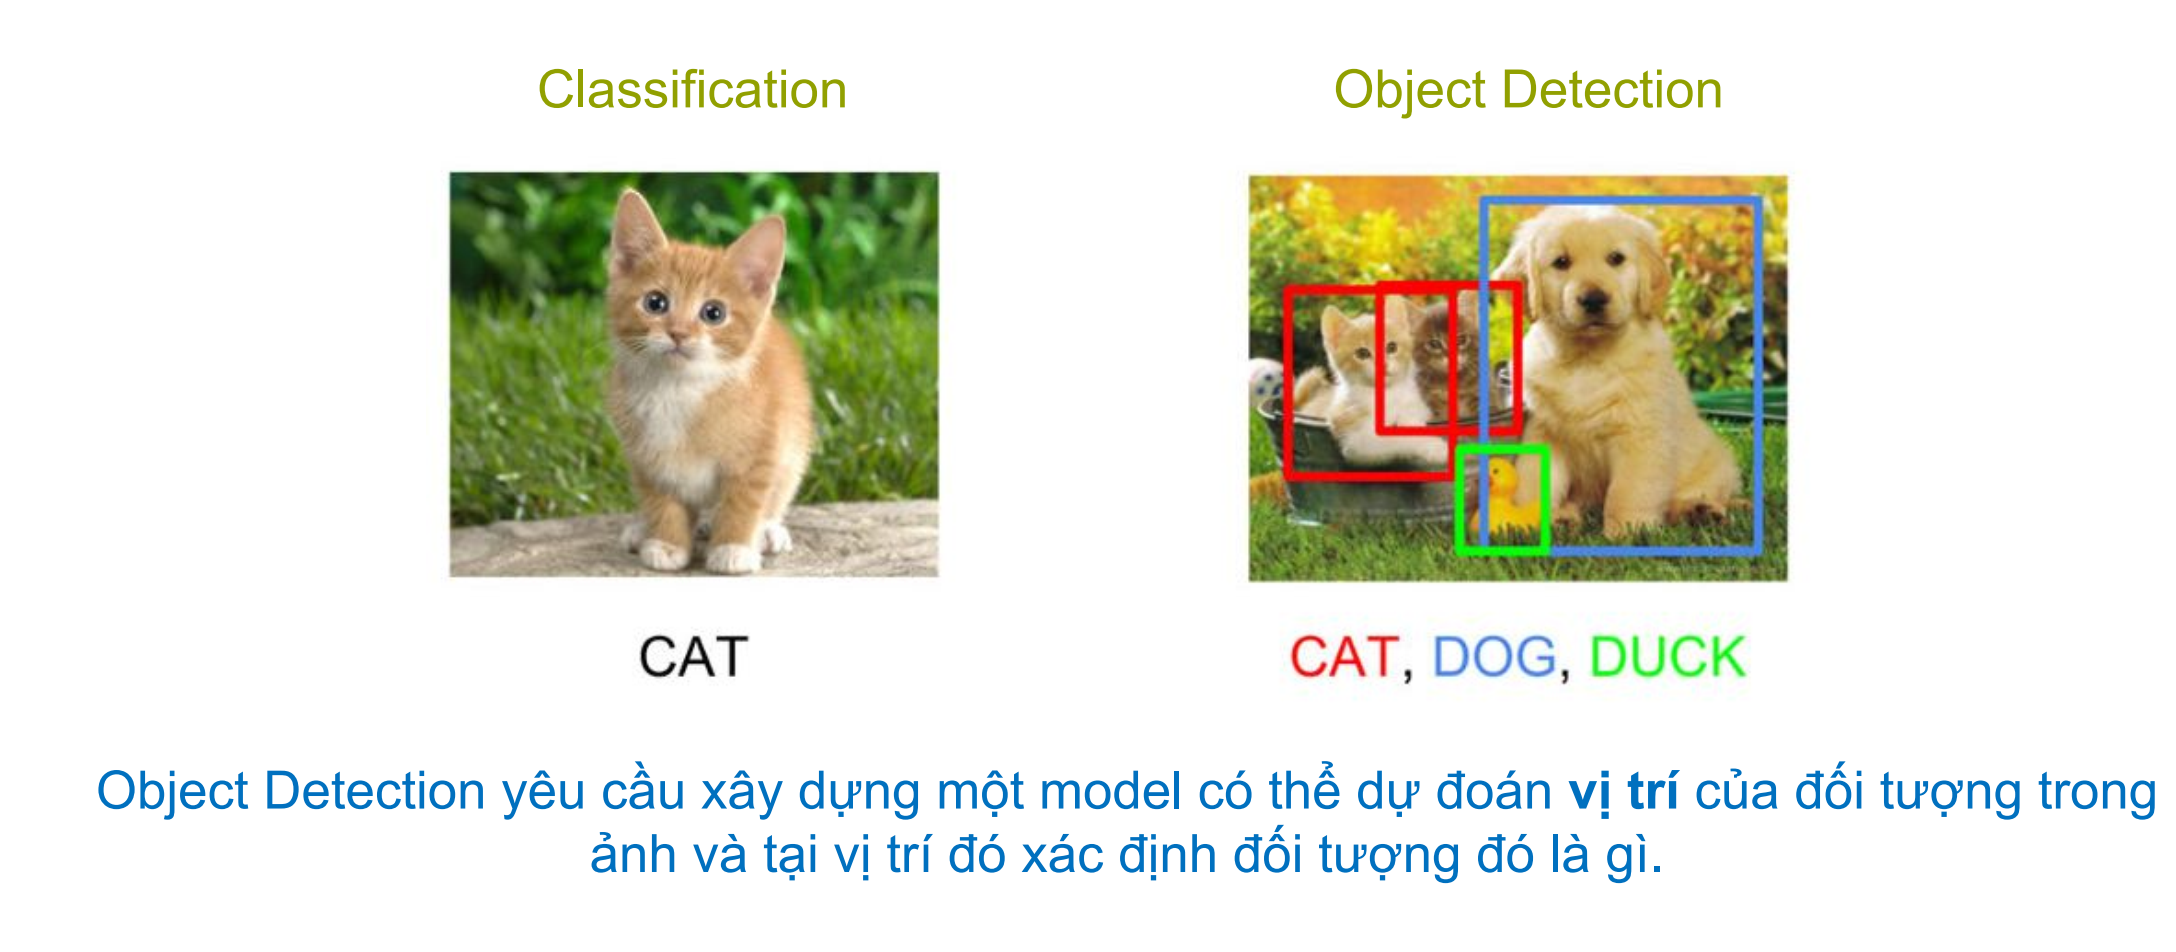 Classification
Object Detection
CAT
CAT, DOG, DUCK
Object Detection yêu cầu xây dựng một model có thể dự đoán vị trí của đối tượng trong
ảnh và tại vị trí đó xác định đối tượng đó là gì.